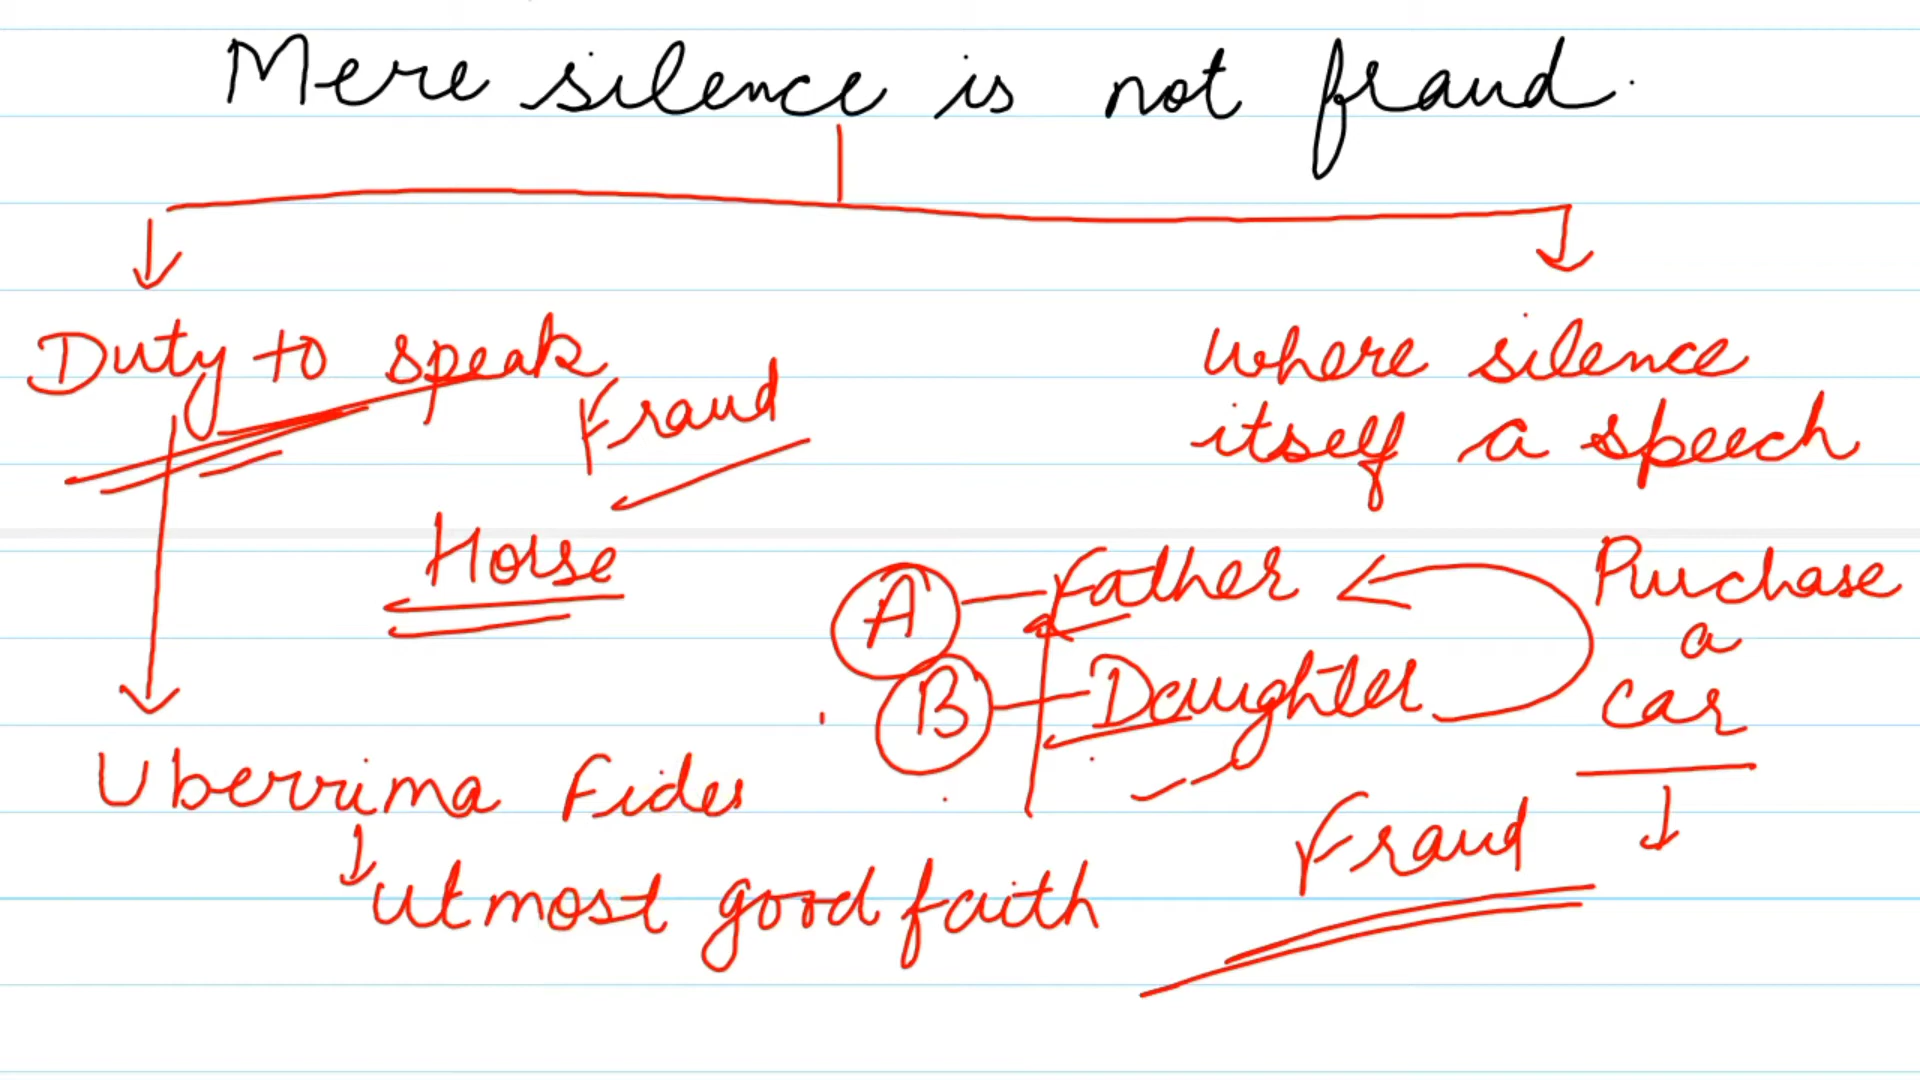 Mere silence is not fraud.
Duty to speak
Fraud
Horse
Uberrima Fides
utmost good faith
where silence
itself a speech
A - Father
B - Daughter
Purchase
a
car
Fraud